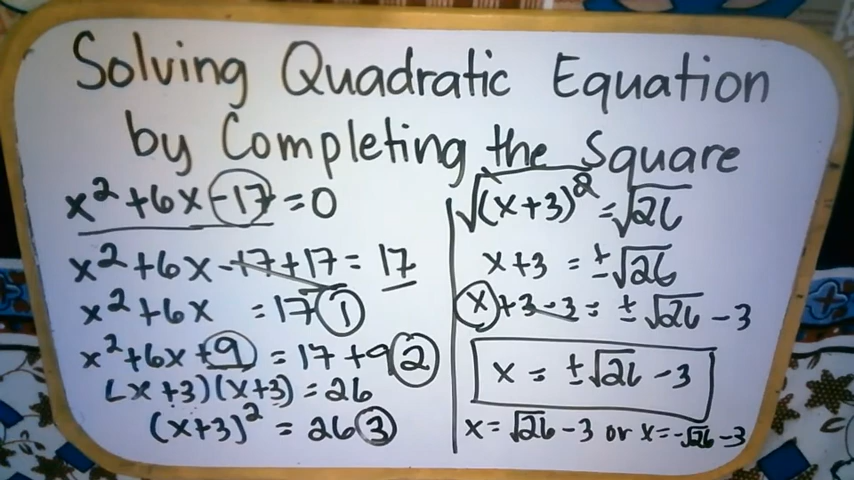 Solving Quadratic Equation
by Completing the Square
x² + 6x - 17 = 0
x² + 6x - 17 + 17 = 17
x² + 6x = 17 1
x² + 6x + 9 = 17 + 9 2
(x + 3)(x + 3) = 26
(x + 3)² = 26 3
√(x + 3)² = √26
x + 3 = ±√26
x + 3 - 3 = ±√26 - 3
x = ±√26 - 3
x = √26 - 3 or x = -√26 - 3